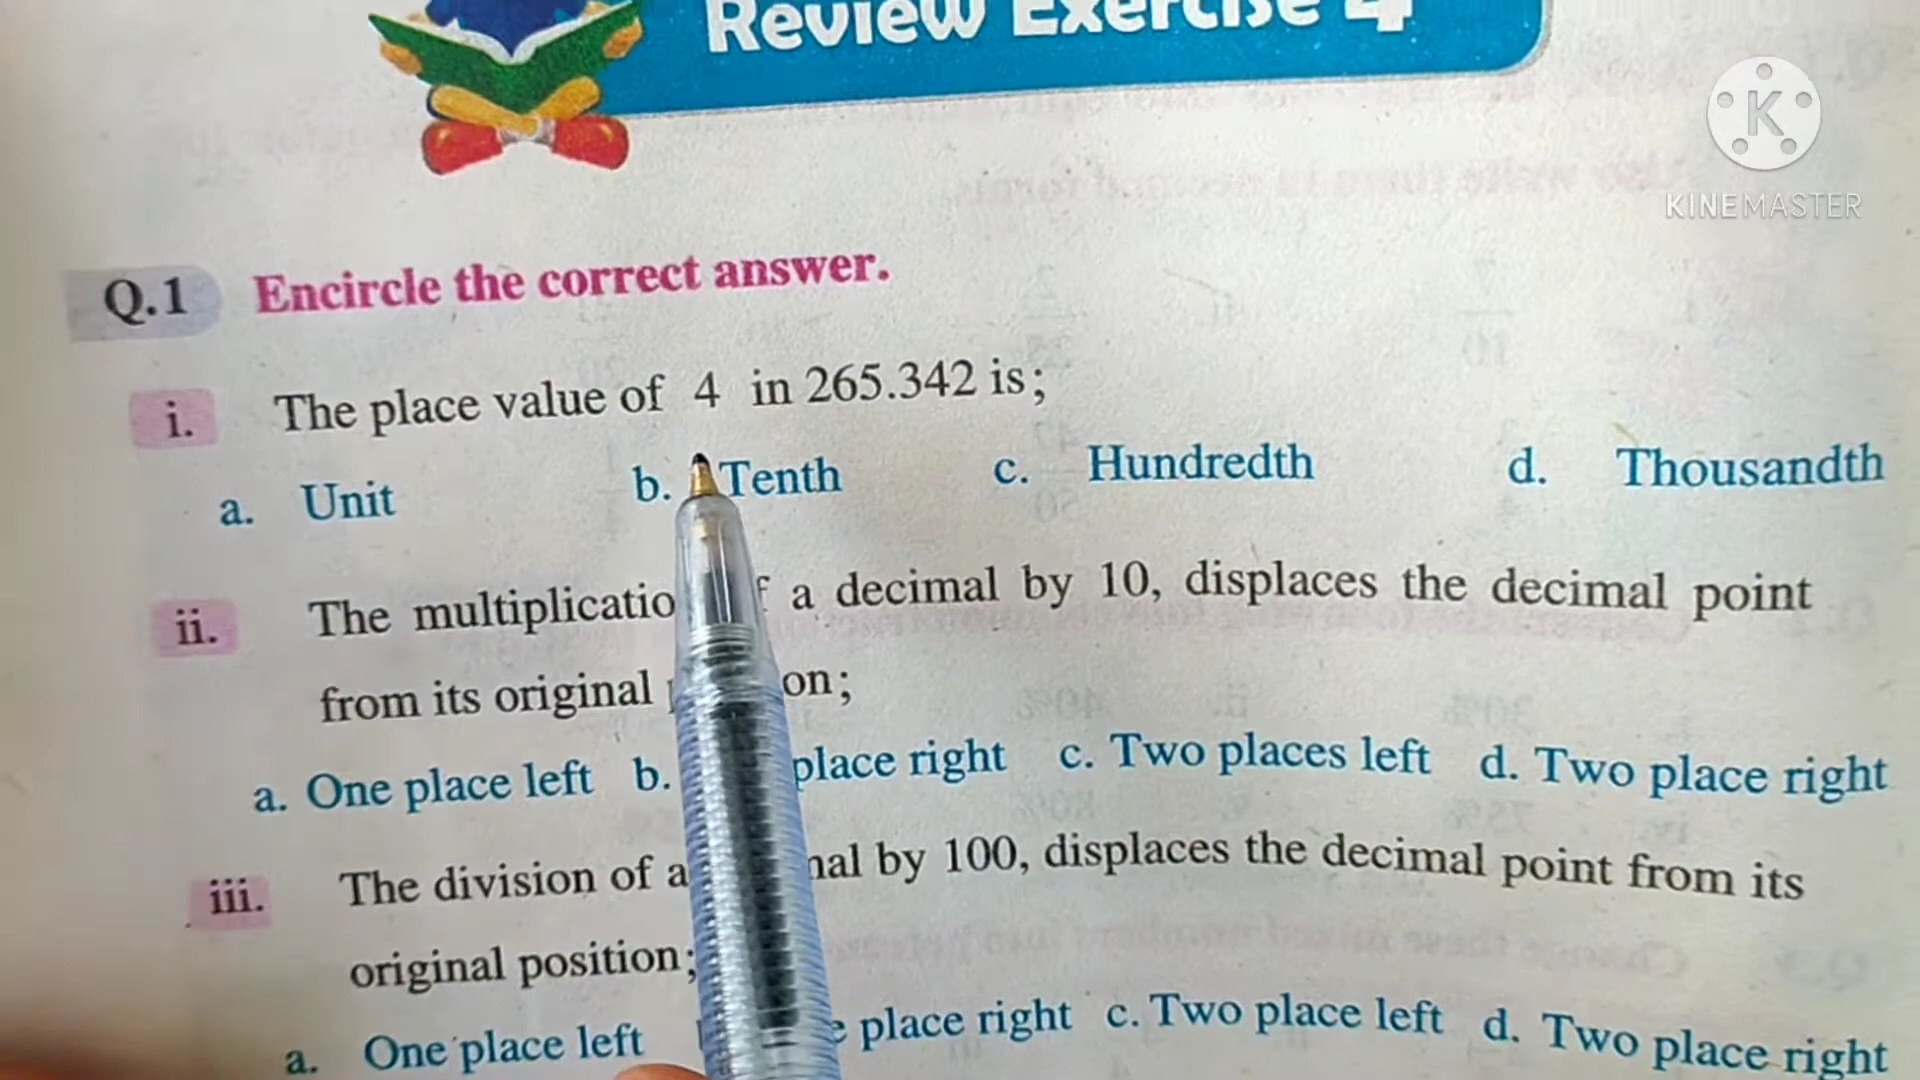 Review Exercise 4
K
KINEMASTER
Q.1 Encircle the correct answer.
i. The place value of 4 in 265.342 is;
a. Unit b. Tenth c. Hundredth d. Thousandth
ii. The multiplicatio a decimal by 10, displaces the decimal point
from its original on;
a. One place left b. place right c. Two places left d. Two place right
iii. The division of a nal by 100, displaces the decimal point from its
original position;
a. One place left e place right c. Two place left d. Two place right